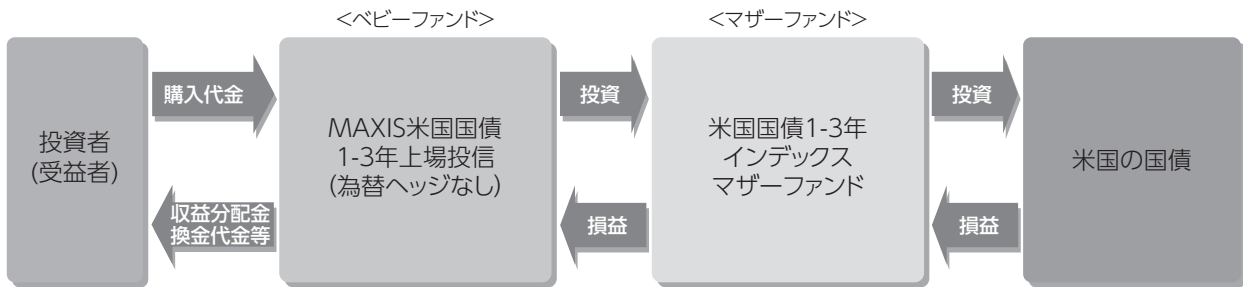 <ベビーファンド>
<マザーファンド>
投資者
(受益者)
購入代金
収益分配金
換金代金等
MAXIS米国国債
1-3年上場投信
(為替ヘッジなし)
投資
損益
米国国債1-3年
インデックス
マザーファンド
投資
損益
米国の国債